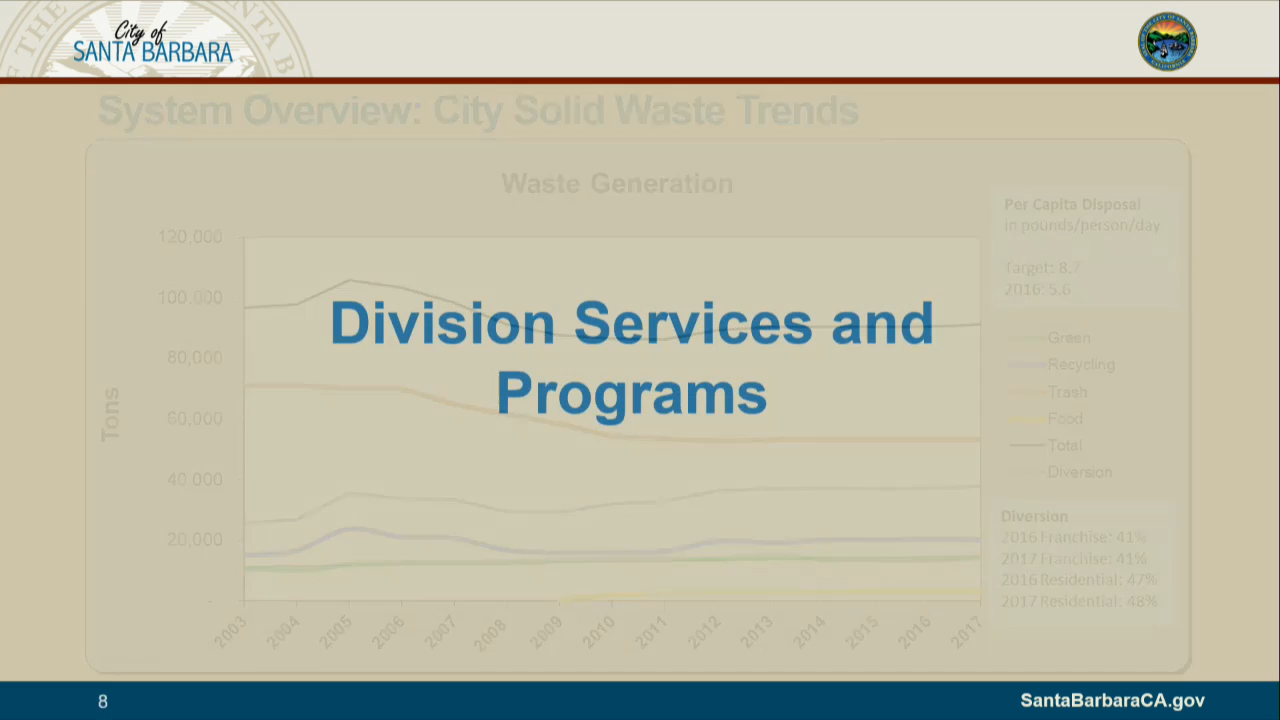 City of
SANTA BARBARA
System Overview: City Solid Waste Trends
Waste Generation
Per Capita Disposal
in pounds/person/day
Target: 8.7
2016: 5.6
120,000
100,000
80,000
60,000
40,000
20,000
-
Tons
Division Services and
Programs
Green
Recycling
Trash
Food
Total
Diversion
Diversion
2016 Franchise: 41%
2017 Franchise: 41%
2016 Residential: 47%
2017 Residential: 48%
2003 2004 2005 2006 2007 2008 2009 2010 2011 2012 2013 2014 2015 2016 2017
8
SantaBarbaraCA.gov